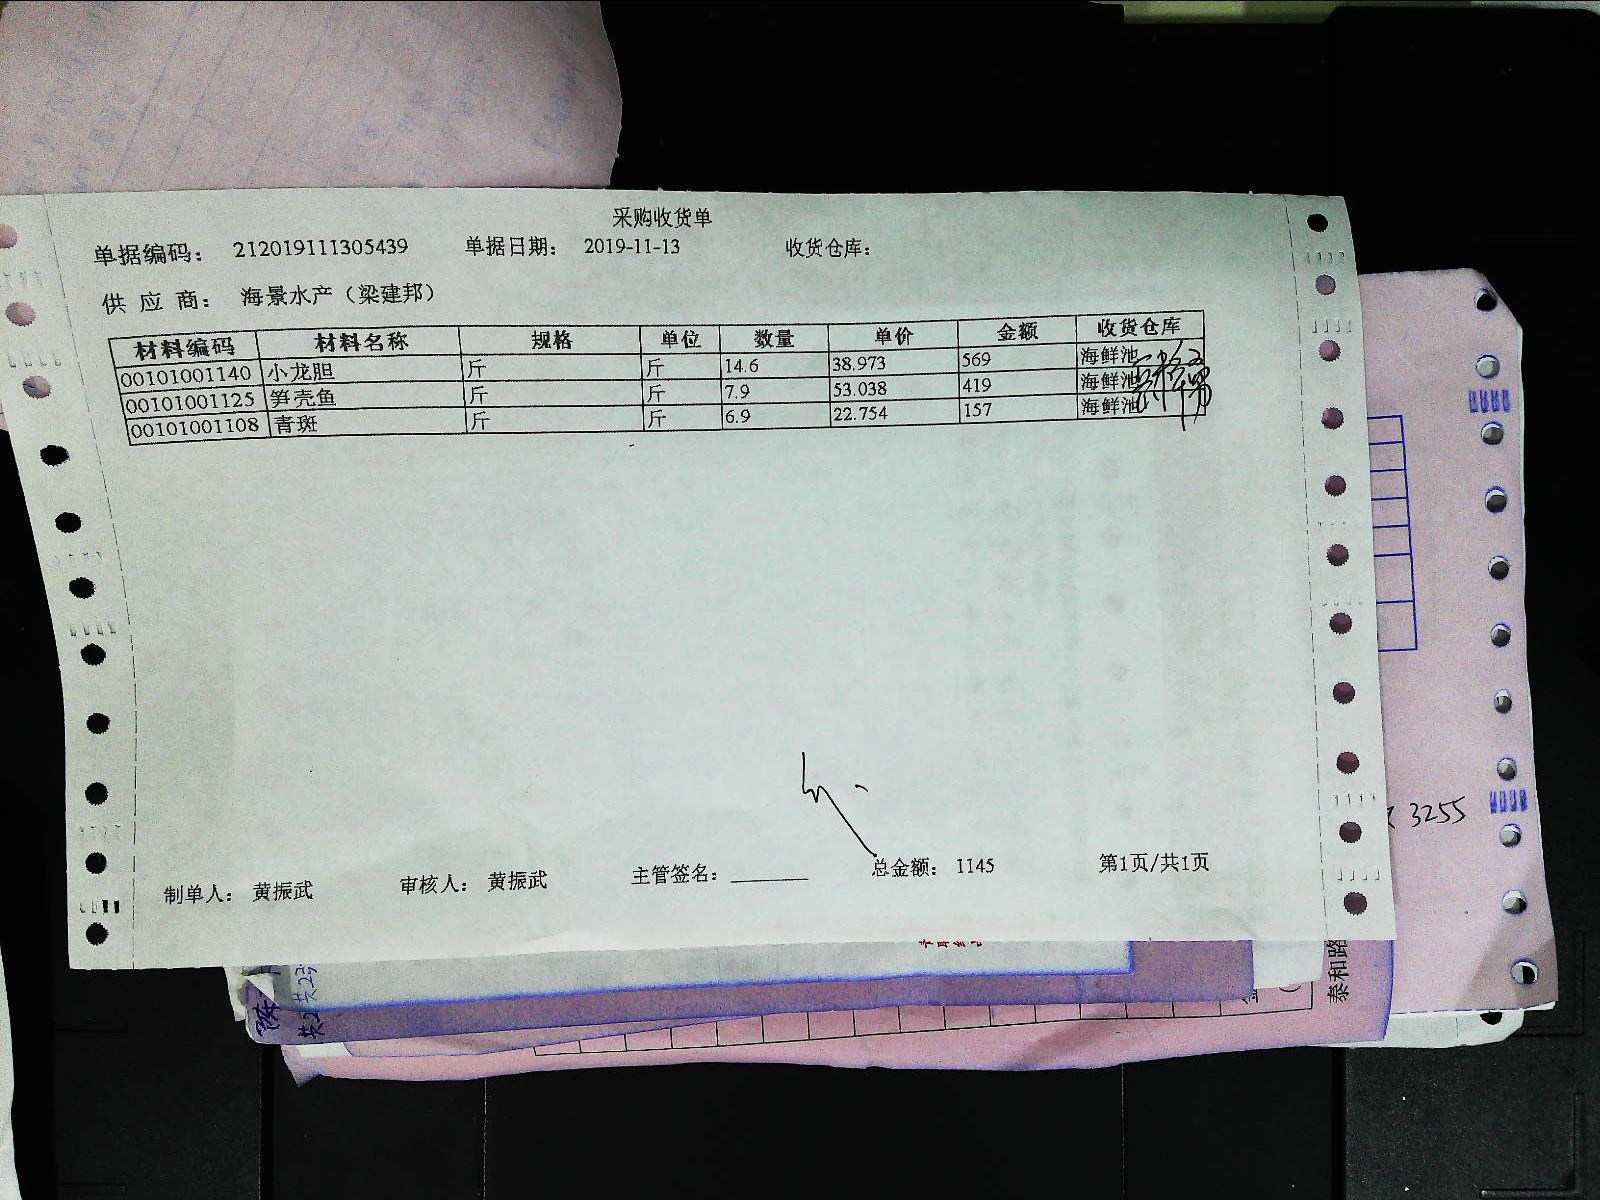 采购收货单
单据编码： 212019111305439 单据日期： 2019-11-13 收货仓库：
供 应 商： 海景水产（梁建邦）
材料编码 材料名称 规格 单位 数量 单价 金额 收货仓库
00101001140 小龙胆 斤 斤 14.6 38.973 569 海鲜池
00101001125 笋壳鱼 斤 斤 7.9 53.038 419 海鲜池
00101001108 青斑 斤 斤 6.9 22.754 157 海鲜池
制单人： 黄振武 审核人： 黄振武 主管签名：________ 总金额： 1145 第1页/共1页
3255
泰和路